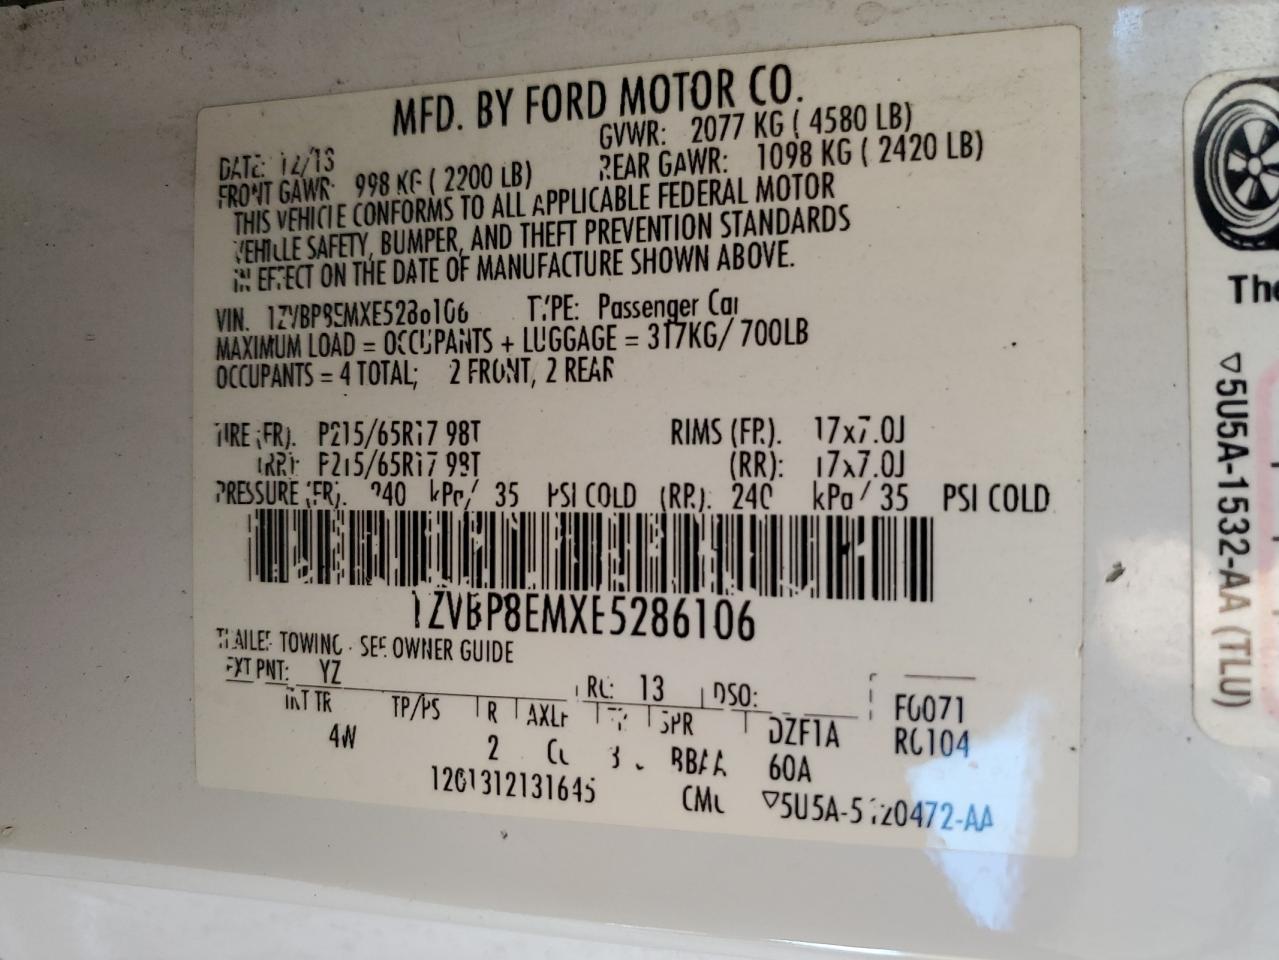 MFD. BY FORD MOTOR CO.
DATE: 12/13 GVWR: 2077 KG ( 4580 LB)
FRONT GAWR: 998 KG ( 2200 LB) REAR GAWR: 1098 KG ( 2420 LB)
THIS VEHICLE CONFORMS TO ALL APPLICABLE FEDERAL MOTOR
VEHICLE SAFETY, BUMPER, AND THEFT PREVENTION STANDARDS
IN EFFECT ON THE DATE OF MANUFACTURE SHOWN ABOVE.
VIN: 1ZVBP8EMXE5286106 TYPE: Passenger Car
MAXIMUM LOAD = OCCUPANTS + LUGGAGE = 317KG/ 700LB
OCCUPANTS = 4 TOTAL; 2 FRONT, 2 REAR
TIRE (FR): P215/65R17 98T RIMS (FR): 17x7.0J
(RR): P215/65R17 98T (RR): 17x7.0J
PRESSURE (FR): 240 kPa/ 35 PSI COLD (RR): 240 kPa/ 35 PSI COLD
1ZVBP8EMXE5286106
TRAILER TOWING - SEE OWNER GUIDE
EXT PNT: YZ RC: 13 DSO: F0071
INT TR TP/PS R AXLE TR SPR DZF1A RC104
4W 2 BBAA 60A
1201312131645 ▽5U5A-5420472-AA
The
▽5U5A-1532-AA (TLU)